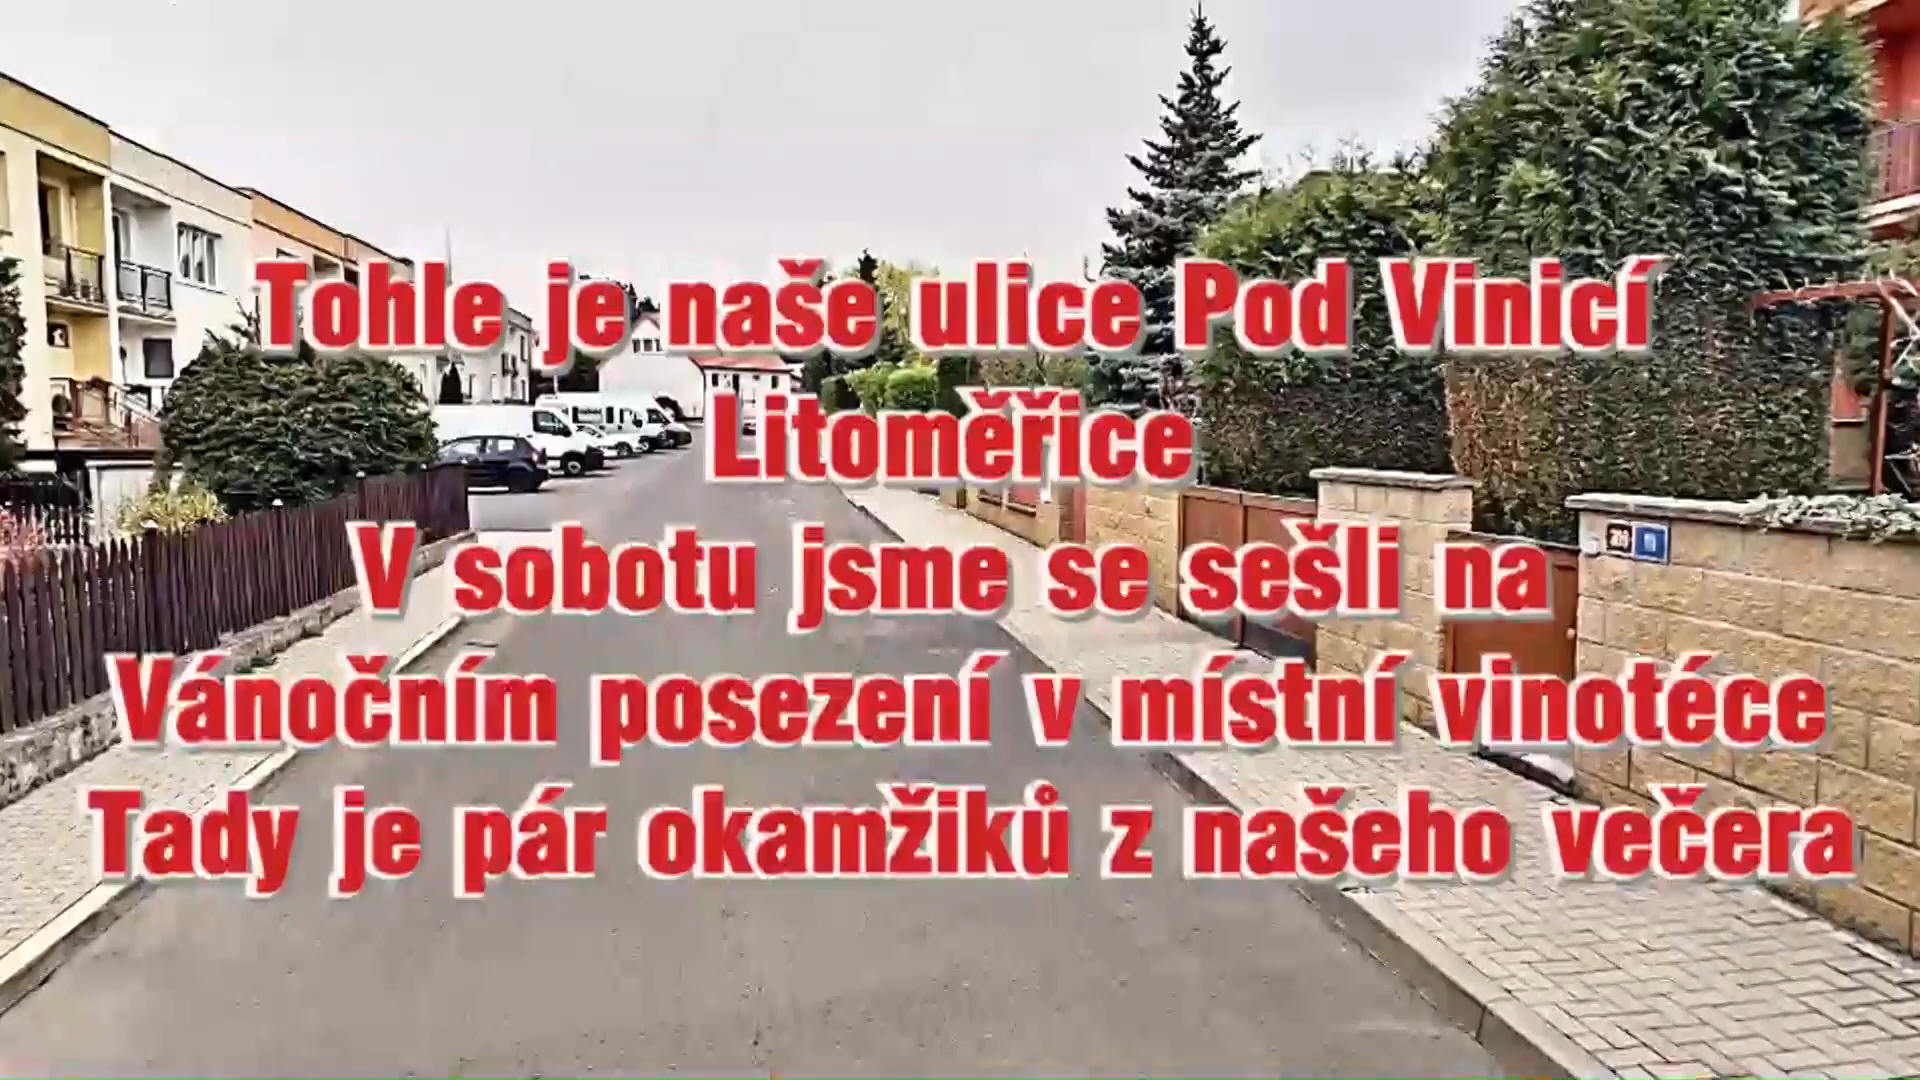 Tohle je naše ulice Pod Vinicí
Litoměřice
V sobotu jsme se sešli na
Vánočním posezení v místní vinotéce
Tady je pár okamžiků z našeho večera